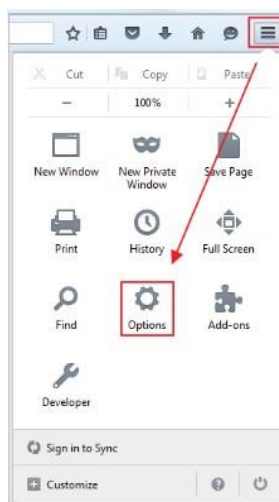 Cut Copy Paste
100%
New Window New Private Window Save Page
Print History Full Screen
Find Options Add-ons
Developer
Sign in to Sync
Customize